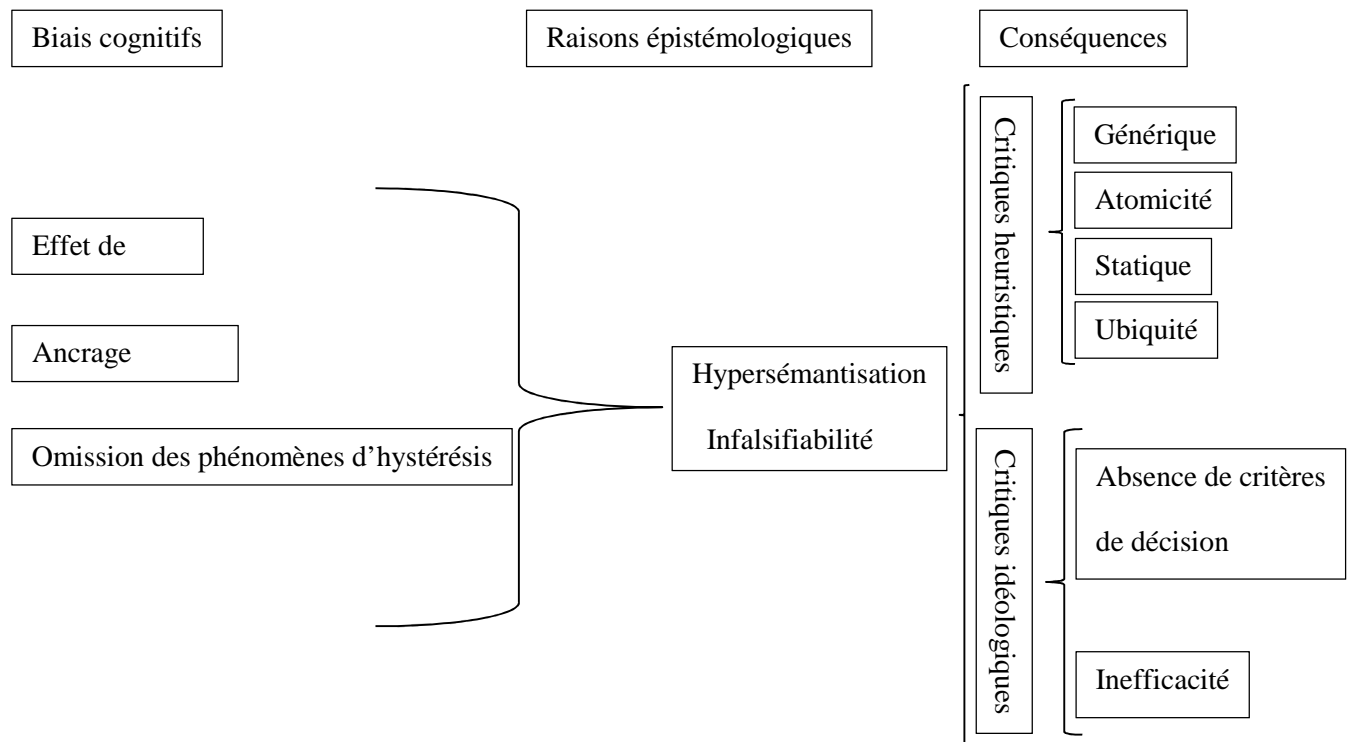 Biais cognitifs
Raisons épistémologiques
Conséquences
Effet de
Ancrage
Omission des phénomènes d’hystérésis
Hypersémantisation
Infalsifiabilité
Critiques heuristiques
Générique
Atomicité
Statique
Ubiquité
Critiques idéologiques
Absence de critères
de décision
Inefficacité